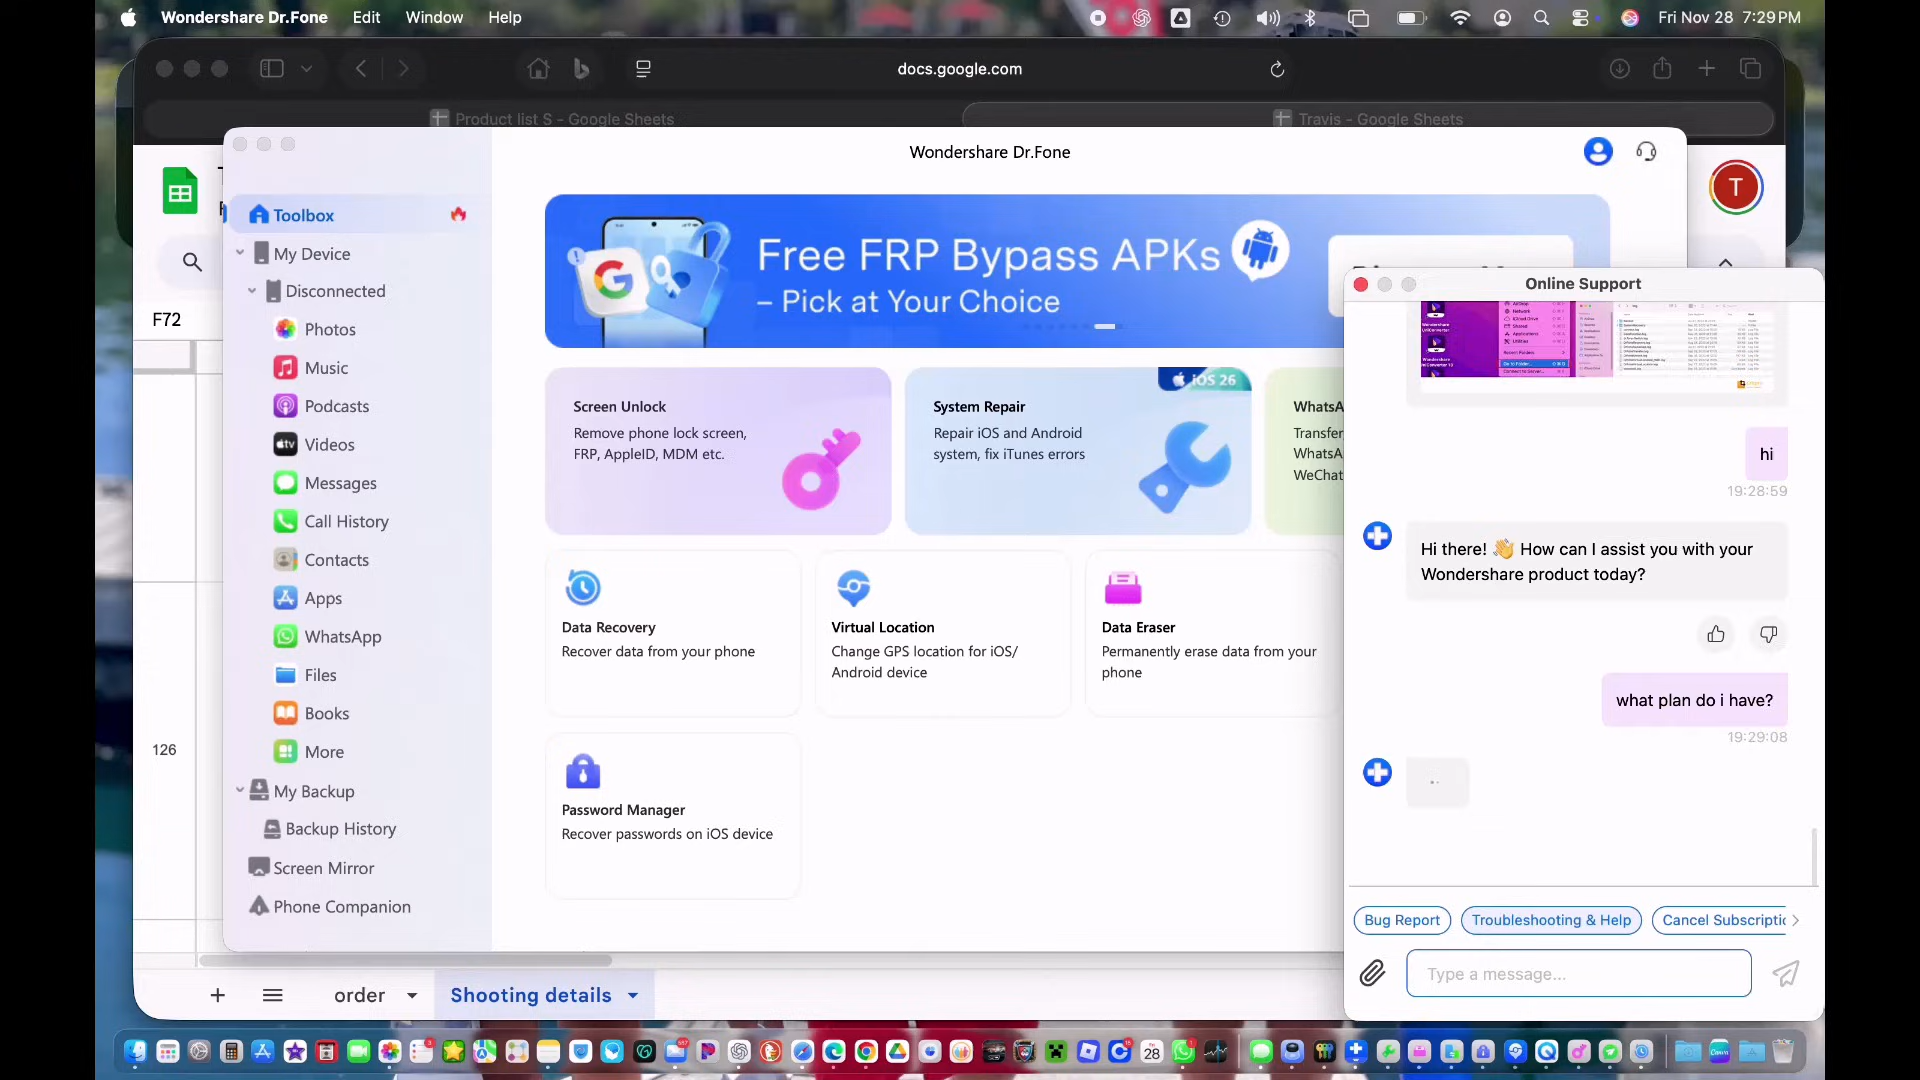 Wondershare Dr.Fone Edit Window Help
Fri Nov 28 7:29 PM
docs.google.com
Product list S - Google Sheets
Travis - Google Sheets
Wondershare Dr.Fone
T
F72
126
Toolbox
My Device
Disconnected
Photos
Music
Podcasts
Videos
Messages
Call History
Contacts
Apps
WhatsApp
Files
Books
More
My Backup
Backup History
Screen Mirror
Phone Companion
Free FRP Bypass APKs
– Pick at Your Choice
Screen Unlock
Remove phone lock screen,
FRP, AppleID, MDM etc.
iOS 26
System Repair
Repair iOS and Android
system, fix iTunes errors
WhatsA
Transfer
WhatsA
WeChat
Data Recovery
Recover data from your phone
Virtual Location
Change GPS location for iOS/
Android device
Data Eraser
Permanently erase data from your
phone
Password Manager
Recover passwords on iOS device
Online Support
hi
19:28:59
Hi there! 👋 How can I assist you with your
Wondershare product today?
what plan do i have?
19:29:08
Bug Report
Troubleshooting & Help
Cancel Subscriptic
Type a message...
order
Shooting details